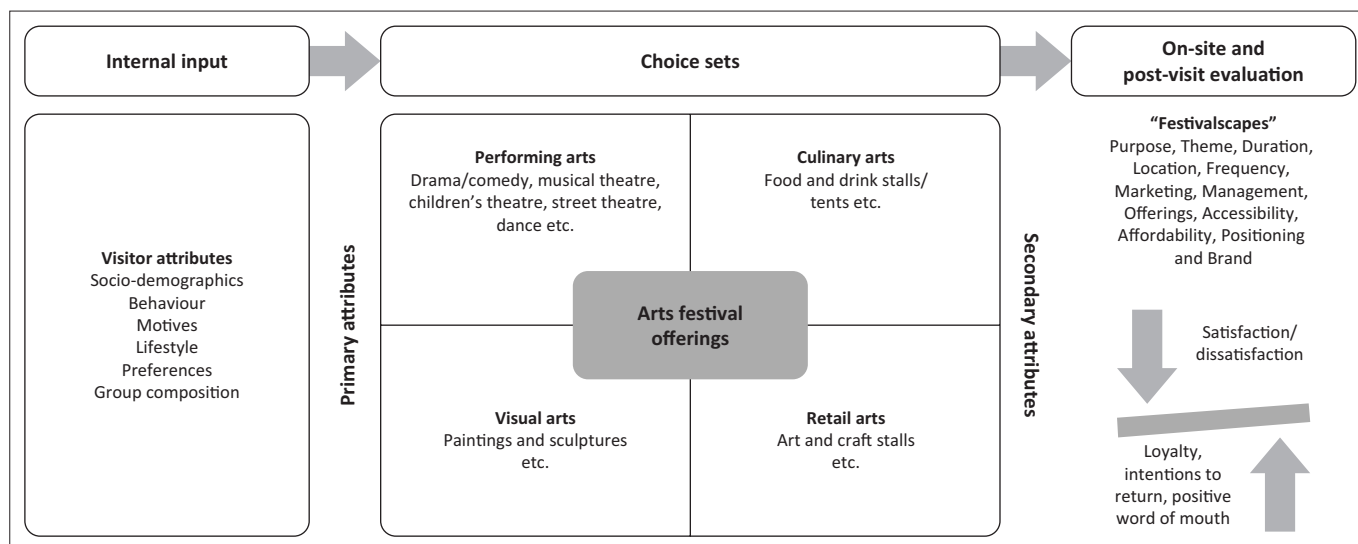 Internal input
Choice sets
On-site and
post-visit evaluation
Visitor attributes
Socio-demographics
Behaviour
Motives
Lifestyle
Preferences
Group composition
Primary attributes
Performing arts
Drama/comedy, musical theatre,
children's theatre, street theatre,
dance etc.
Culinary arts
Food and drink stalls/
tents etc.
Arts festival
offerings
Visual arts
Paintings and sculptures
etc.
Retail arts
Art and craft stalls
etc.
Secondary attributes
"Festivalscapes"
Purpose, Theme, Duration,
Location, Frequency,
Marketing, Management,
Offerings, Accessibility,
Affordability, Positioning
and Brand
Satisfaction/
dissatisfaction
Loyalty,
intentions to
return, positive
word of mouth